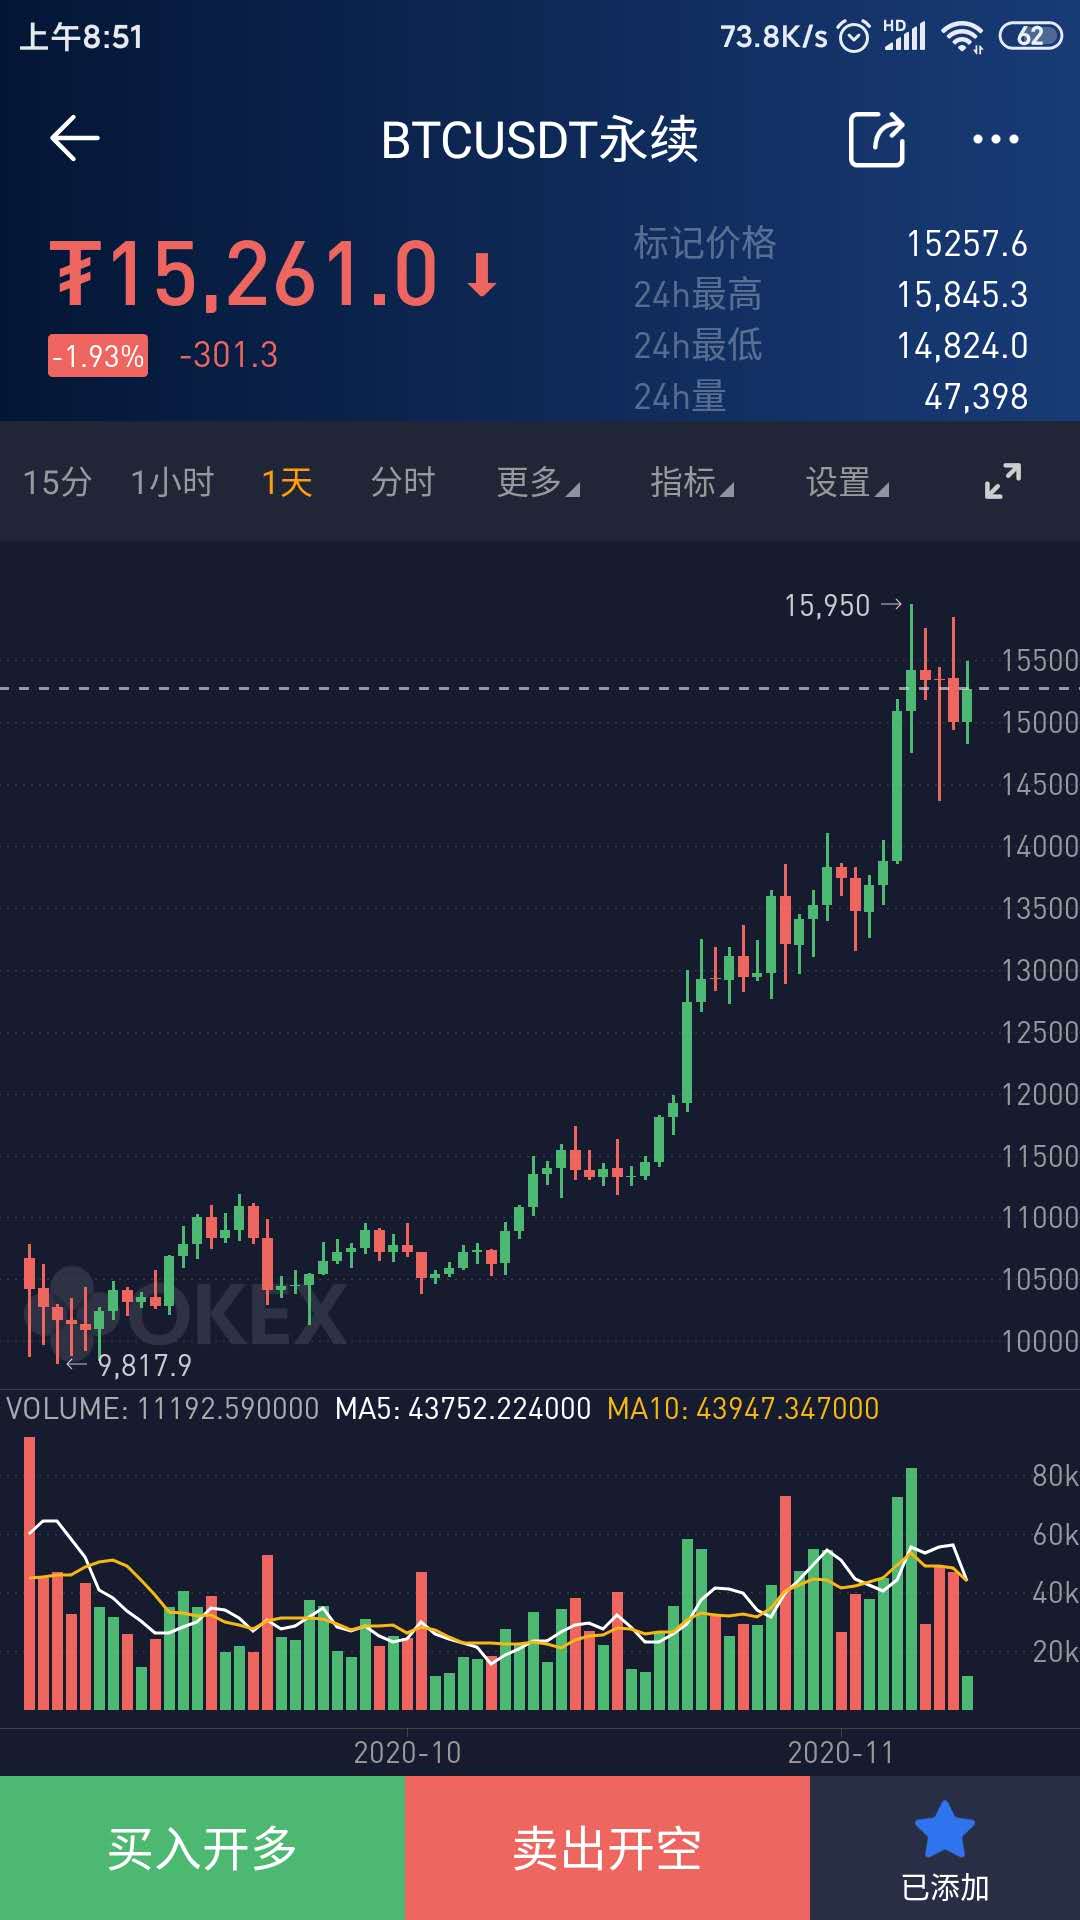 上午8:51 73.8K/s HD 62
BTCUSDT永续
₮15,261.0
-1.93% -301.3
标记价格 15257.6
24h最高 15,845.3
24h最低 14,824.0
24h量 47,398
15分 1小时 1天 分时 更多 指标 设置
15,950
15500
15000
14500
14000
13500
13000
12500
12000
11500
11000
10500
10000
OKEX
9,817.9
VOLUME: 11192.590000 MA5: 43752.224000 MA10: 43947.347000
80k
60k
40k
20k
2020-10 2020-11
买入开多 卖出开空 已添加